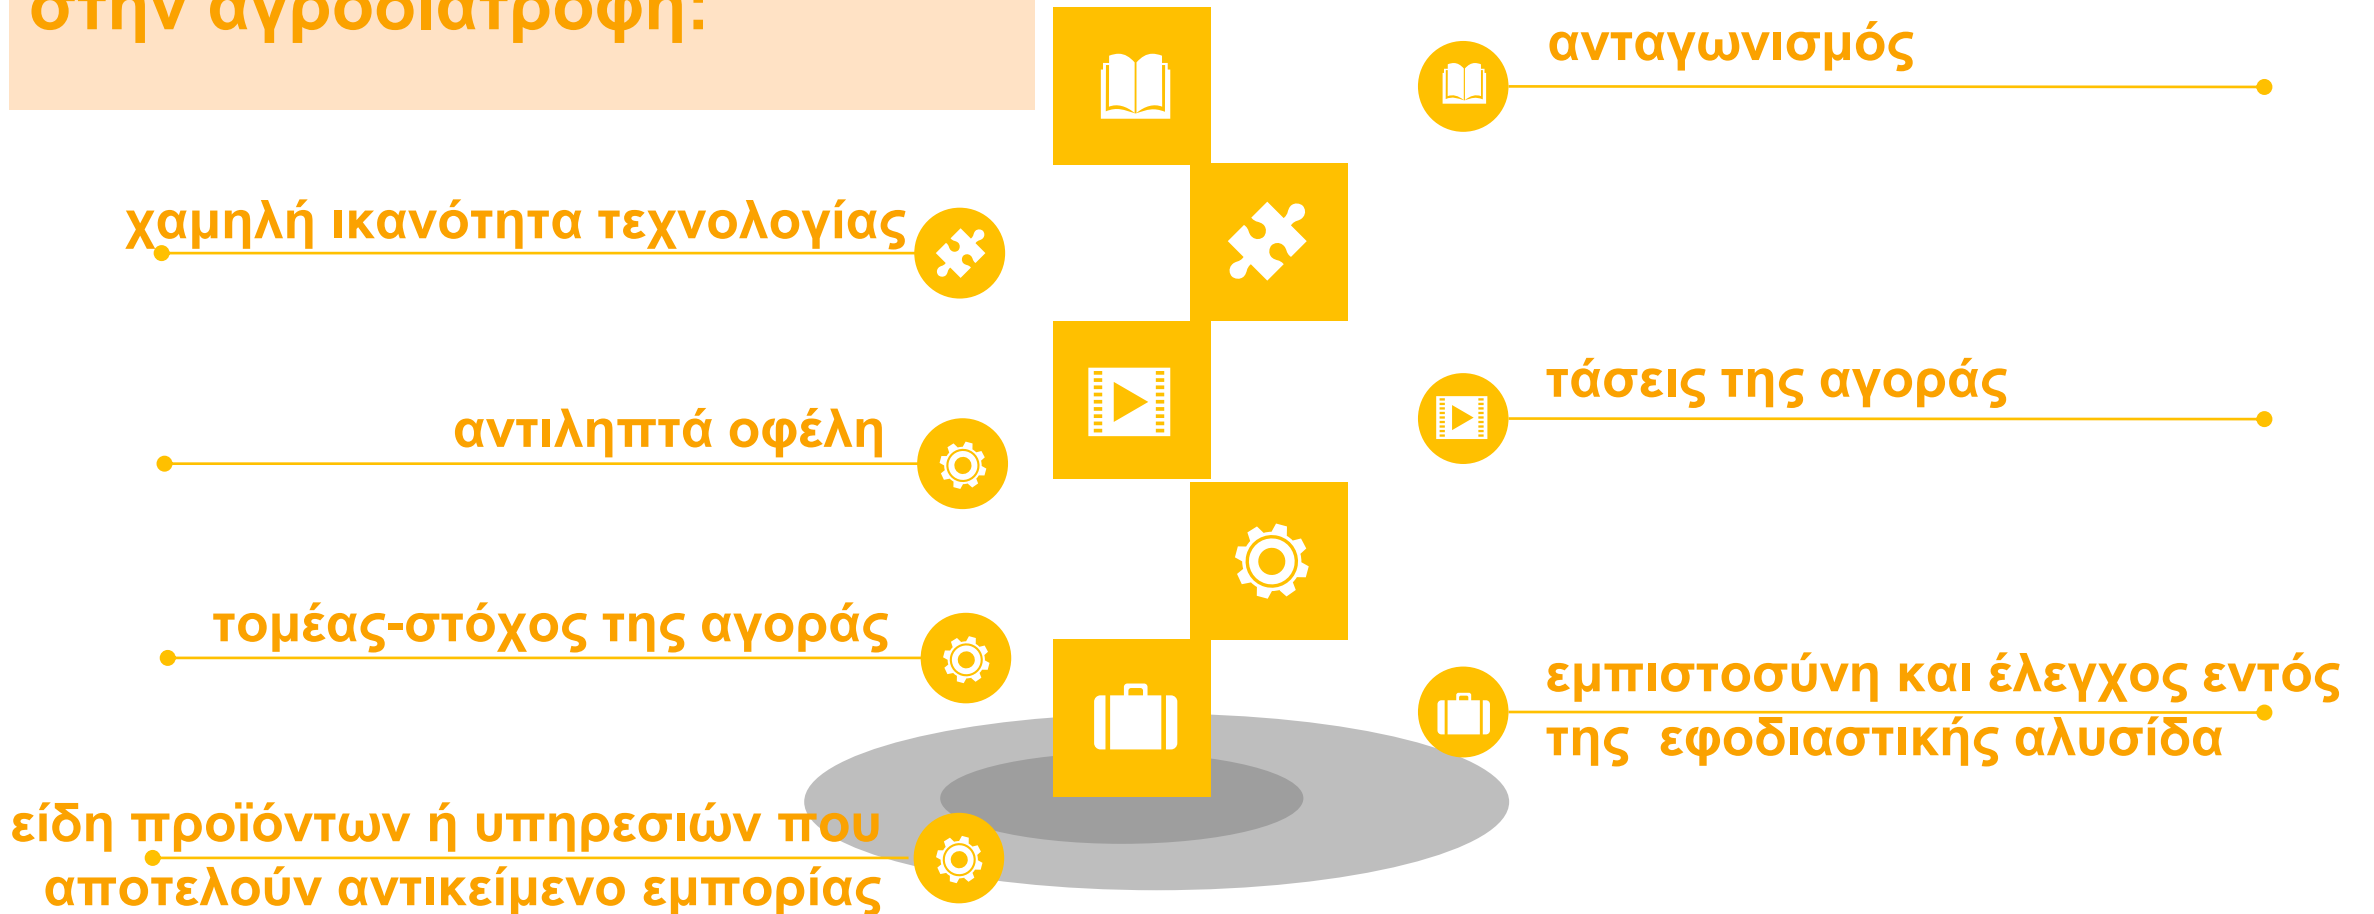 στην αγροδιατροφή:
ανταγωνισμός
χαμηλή ικανότητα τεχνολογίας
τάσεις της αγοράς
αντιληπτά οφέλη
τομέας-στόχος της αγοράς
εμπιστοσύνη και έλεγχος εντός
της εφοδιαστικής αλυσίδα
είδη προϊόντων ή υπηρεσιών που
αποτελούν αντικείμενο εμπορίας